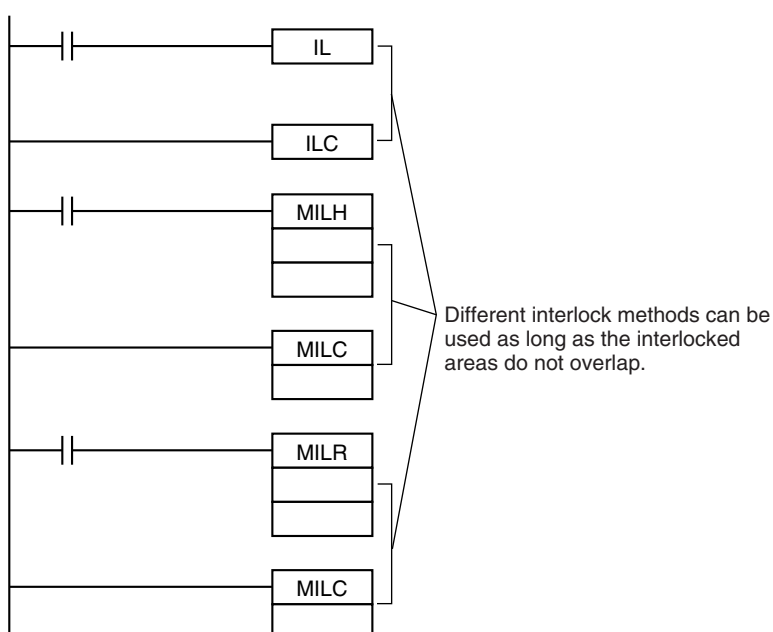 IL
ILC
MILH
MILC
MILR
MILC
Different interlock methods can be
used as long as the interlocked
areas do not overlap.